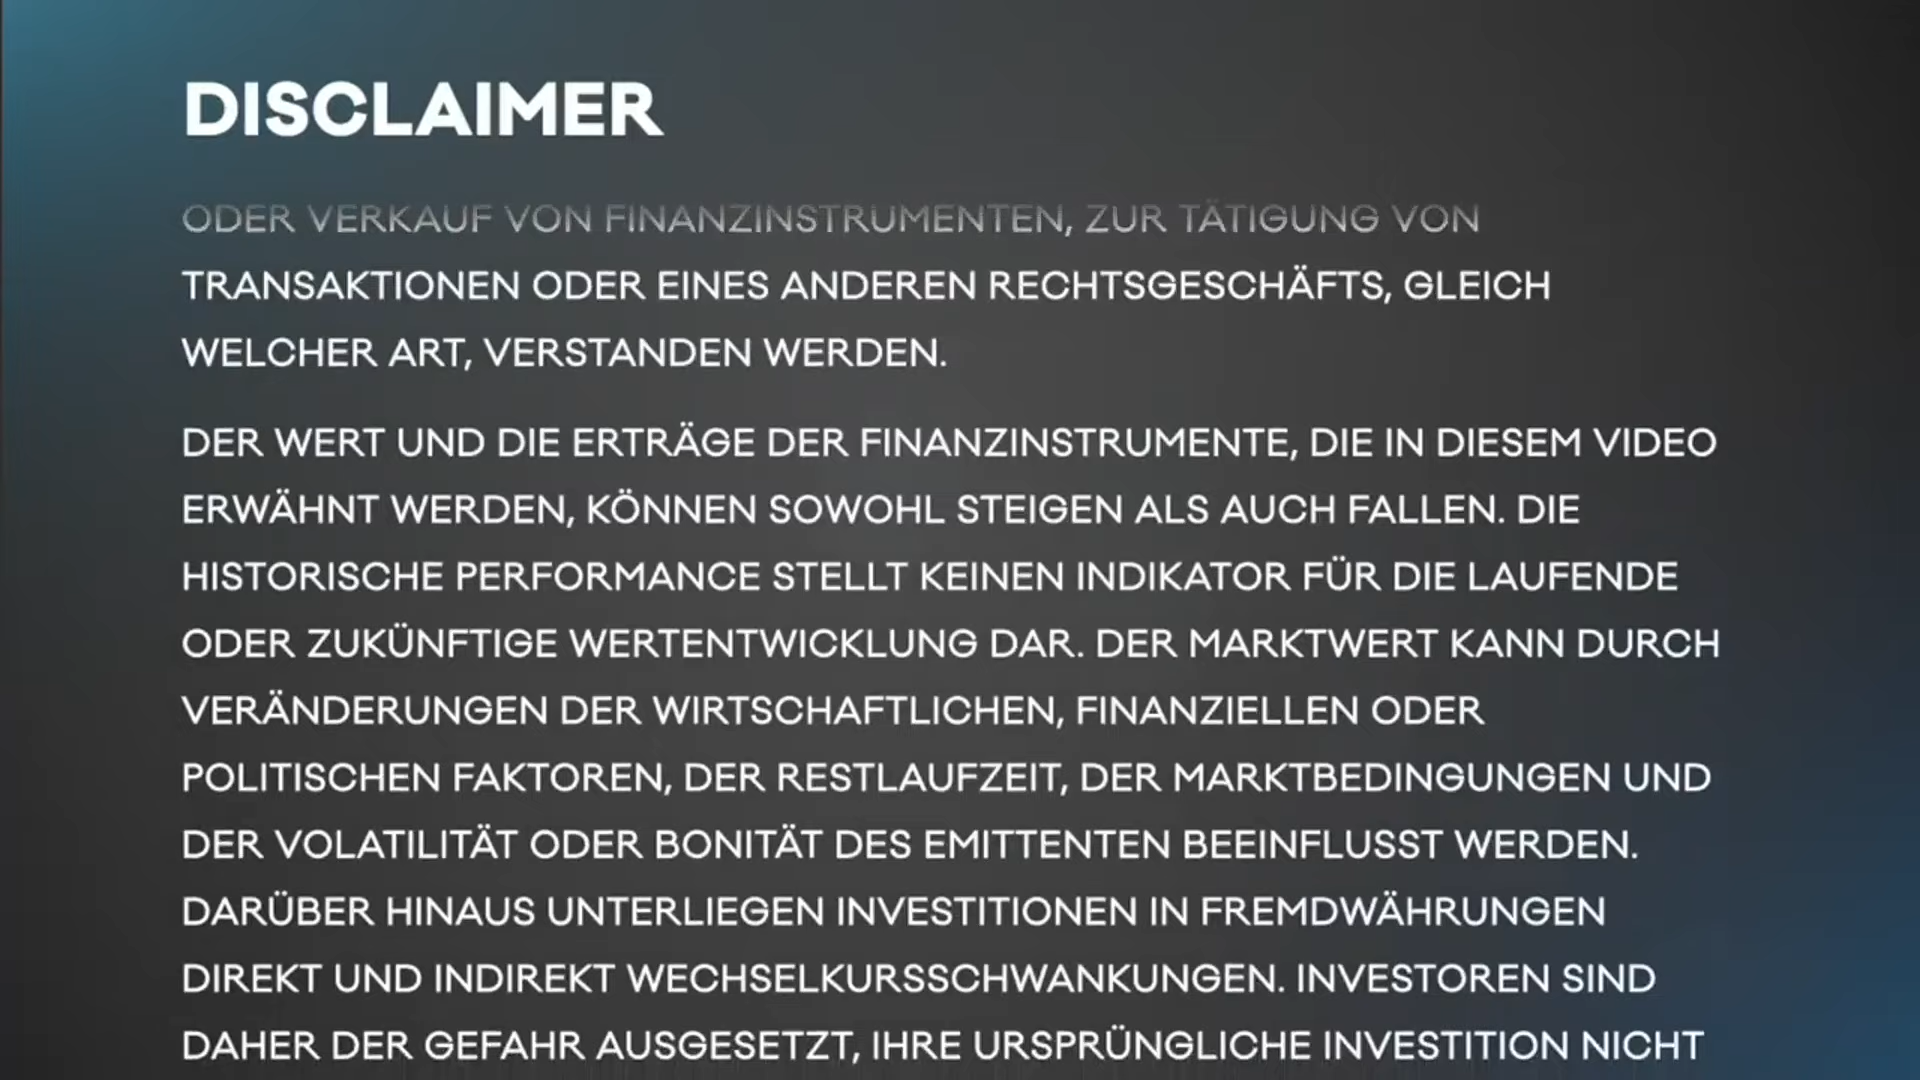 DISCLAIMER
ODER VERKAUF VON FINANZINSTRUMENTEN, ZUR TÄTIGUNG VON
TRANSAKTIONEN ODER EINES ANDEREN RECHTSGESCHÄFTS, GLEICH
WELCHER ART, VERSTANDEN WERDEN.
DER WERT UND DIE ERTRÄGE DER FINANZINSTRUMENTE, DIE IN DIESEM VIDEO
ERWÄHNT WERDEN, KÖNNEN SOWOHL STEIGEN ALS AUCH FALLEN. DIE
HISTORISCHE PERFORMANCE STELLT KEINEN INDIKATOR FÜR DIE LAUFENDE
ODER ZUKÜNFTIGE WERTENTWICKLUNG DAR. DER MARKTWERT KANN DURCH
VERÄNDERUNGEN DER WIRTSCHAFTLICHEN, FINANZIELLEN ODER
POLITISCHEN FAKTOREN, DER RESTLAUFZEIT, DER MARKTBEDINGUNGEN UND
DER VOLATILITÄT ODER BONITÄT DES EMITTENTEN BEEINFLUSST WERDEN.
DARÜBER HINAUS UNTERLIEGEN INVESTITIONEN IN FREMDWÄHRUNGEN
DIREKT UND INDIREKT WECHSELKURSSCHWANKUNGEN. INVESTOREN SIND
DAHER DER GEFAHR AUSGESETZT, IHRE URSPRÜNGLICHE INVESTITION NICHT